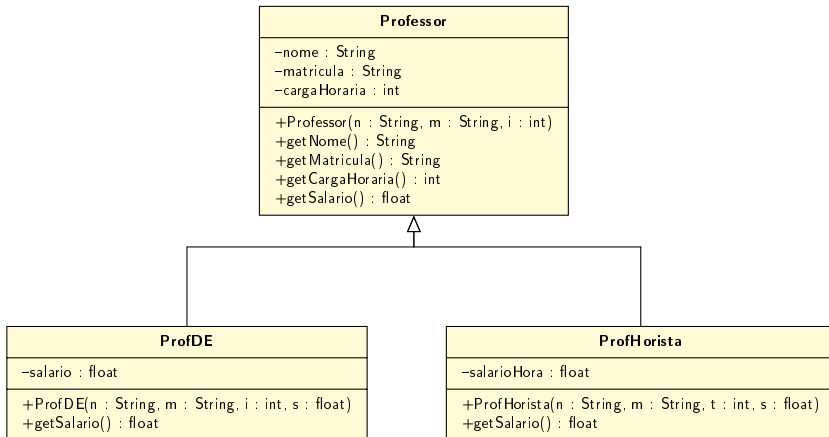 Professor
–nome : String
–matricula : String
–cargaHoraria : int
+Professor(n : String, m : String, i : int)
+getNome() : String
+getMatricula() : String
+getCargaHoraria() : int
+getSalario() : float
ProfDE
–salario : float
+ProfDE(n : String, m : String, i : int, s : float)
+getSalario() : float
ProfHorista
–salarioHora : float
+ProfHorista(n : String, m : String, t : int, s : float)
+getSalario() : float